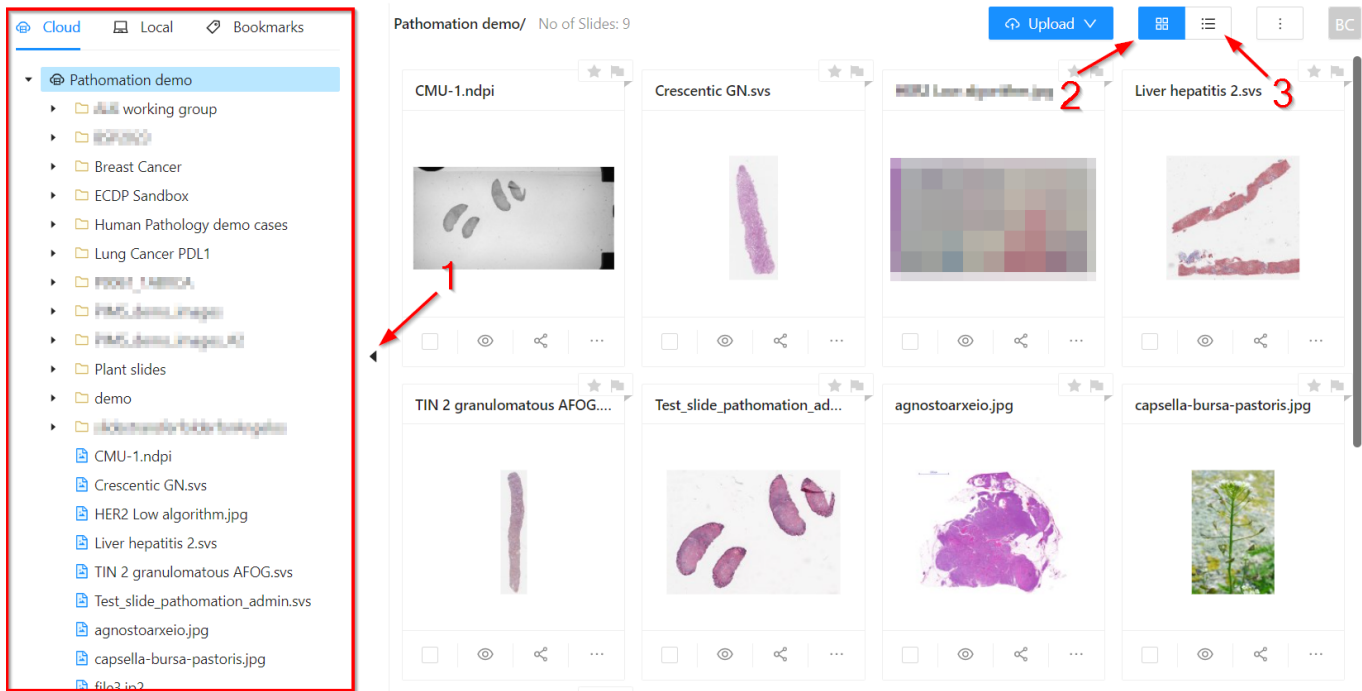 Cloud Local Bookmarks
Pathomation demo
working group
Breast Cancer
ECDP Sandbox
Human Pathology demo cases
Lung Cancer PDL1
Plant slides
demo
CMU-1.ndpi
Crescentic GN.svs
HER2 Low algorithm.jpg
Liver hepatitis 2.svs
TIN 2 granulomatous AFOG.svs
Test_slide_pathomation_admin.svs
agnostoarxeio.jpg
capsella-bursa-pastoris.jpg
file3.jp2
1
Pathomation demo/ No of Slides: 9
Upload
BC
2
3
CMU-1.ndpi
Crescentic GN.svs
Liver hepatitis 2.svs
TIN 2 granulomatous AFOG....
Test_slide_pathomation_ad...
agnostoarxeio.jpg
capsella-bursa-pastoris.jpg